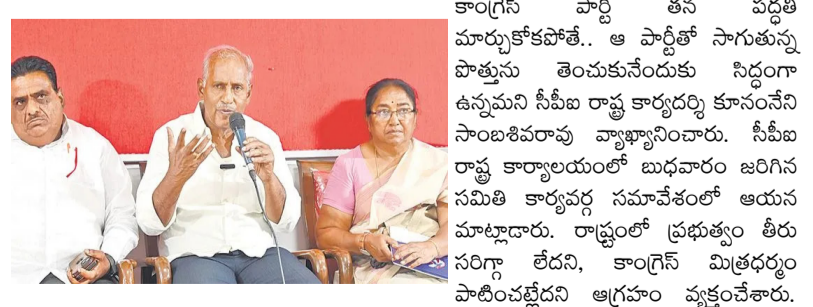 కాంగ్రెస్ పార్టీ తన పద్ధతి
మార్చుకోకపోతే.. ఆ పార్టీతో సాగుతున్న
పొత్తును తెంచుకునేందుకు సిద్ధంగా
ఉన్నమని సీపీఐ రాష్ట్ర కార్యదర్శి కూనంనేని
సాంబశివరావు వ్యాఖ్యానించారు. సీపీఐ
రాష్ట్ర కార్యాలయంలో బుధవారం జరిగిన
సమితి కార్యవర్గ సమావేశంలో ఆయన
మాట్లాడారు. రాష్ట్రంలో ప్రభుత్వం తీరు
సరిగ్గా లేదని, కాంగ్రెస్ మిత్రధర్మం
పాటించట్లేదని ఆగ్రహం వ్యక్తంచేశారు.